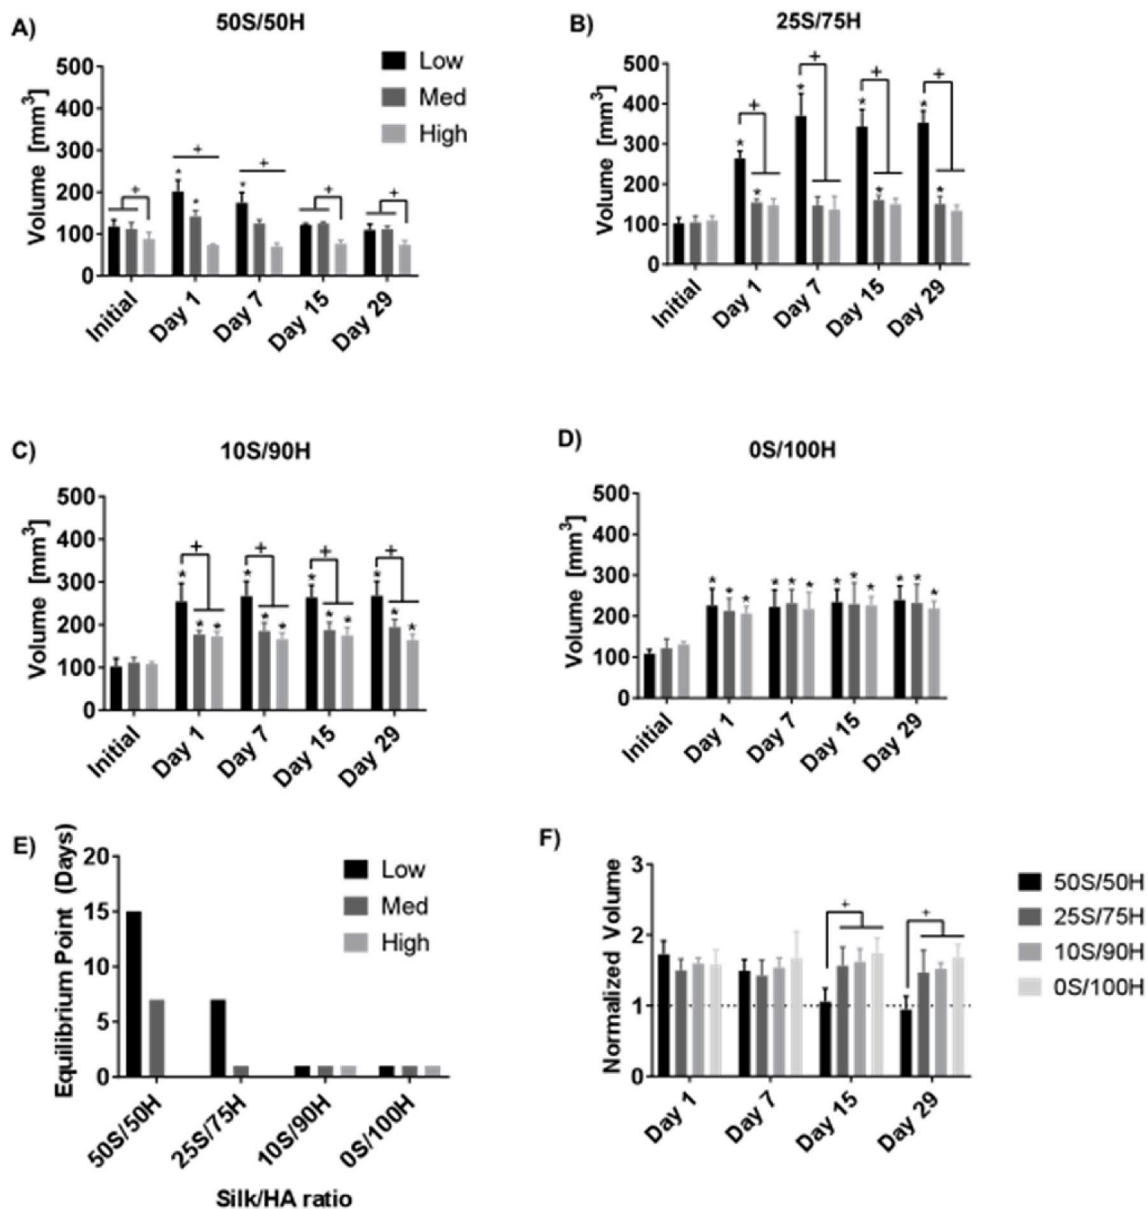 A)
50S/50H
Volume [mm³]
500
400
300
200
100
0
Low
Med
High
+
+
+
+
+
*
*
*
Initial
Day 1
Day 7
Day 15
Day 29
B)
25S/75H
Volume [mm³]
500
400
300
200
100
0
+
+
+
+
*
*
*
*
*
*
*
Initial
Day 1
Day 7
Day 15
Day 29
C)
10S/90H
Volume [mm³]
500
400
300
200
100
0
+
+
+
+
*
*
*
*
*
*
*
*
*
*
*
*
Initial
Day 1
Day 7
Day 15
Day 29
D)
0S/100H
Volume [mm³]
500
400
300
200
100
0
*
*
*
*
*
*
*
*
*
*
*
*
Initial
Day 1
Day 7
Day 15
Day 29
E)
Equilibrium Point (Days)
20
15
10
5
0
Low
Med
High
50S/50H
25S/75H
10S/90H
0S/100H
Silk/HA ratio
F)
Normalized Volume
3
2
1
0
+
+
50S/50H
25S/75H
10S/90H
0S/100H
Day 1
Day 7
Day 15
Day 29